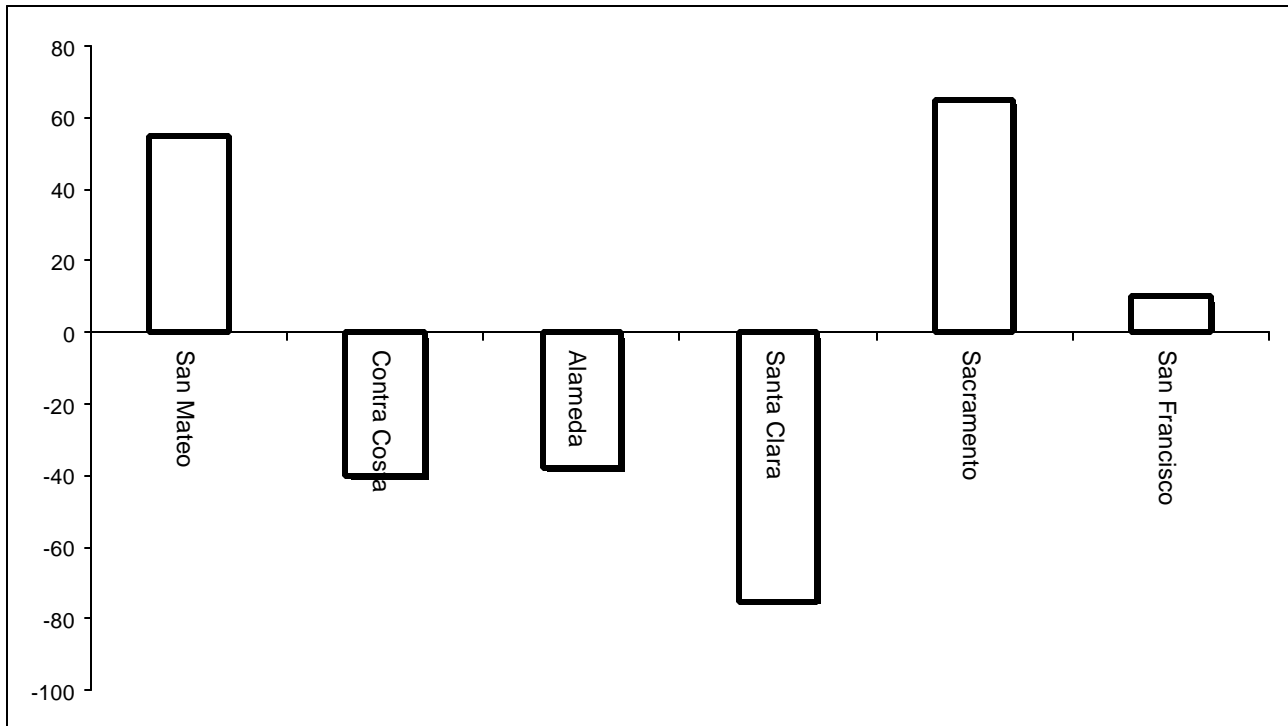 80
60
40
20
0
-20
-40
-60
-80
-100
San Mateo
Contra Costa
Alameda
Santa Clara
Sacramento
San Francisco